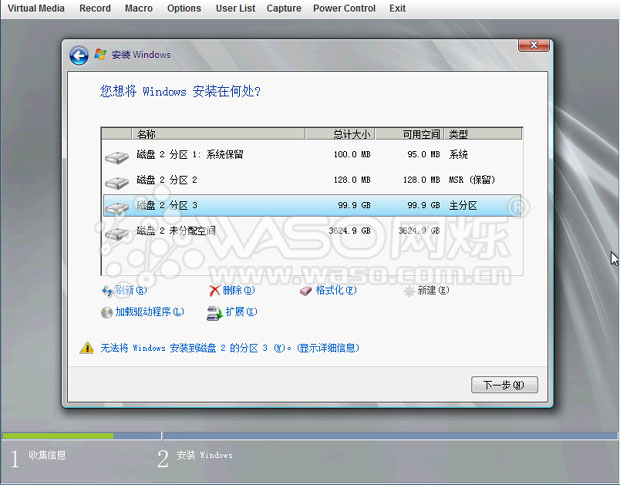 Virtual Media Record Macro Options User List Capture Power Control Exit
安装 Windows
您想将 Windows 安装在何处?
名称 总计大小 可用空间 类型
磁盘 2 分区 1: 系统保留 100.0 MB 95.0 MB 系统
磁盘 2 分区 2 128.0 MB 128.0 MB MSR (保留)
磁盘 2 分区 3 99.9 GB 99.9 GB 主分区
磁盘 2 未分配空间 3624.9 GB 3624.9 GB
WASO网烁®
www.waso.com.cn
刷新(R) 删除(D) 格式化(F) 新建(E)
加载驱动程序(L) 扩展(X)
无法将 Windows 安装到磁盘 2 的分区 3 (W)。(显示详细信息)
下一步(N)
1 收集信息 2 安装 Windows